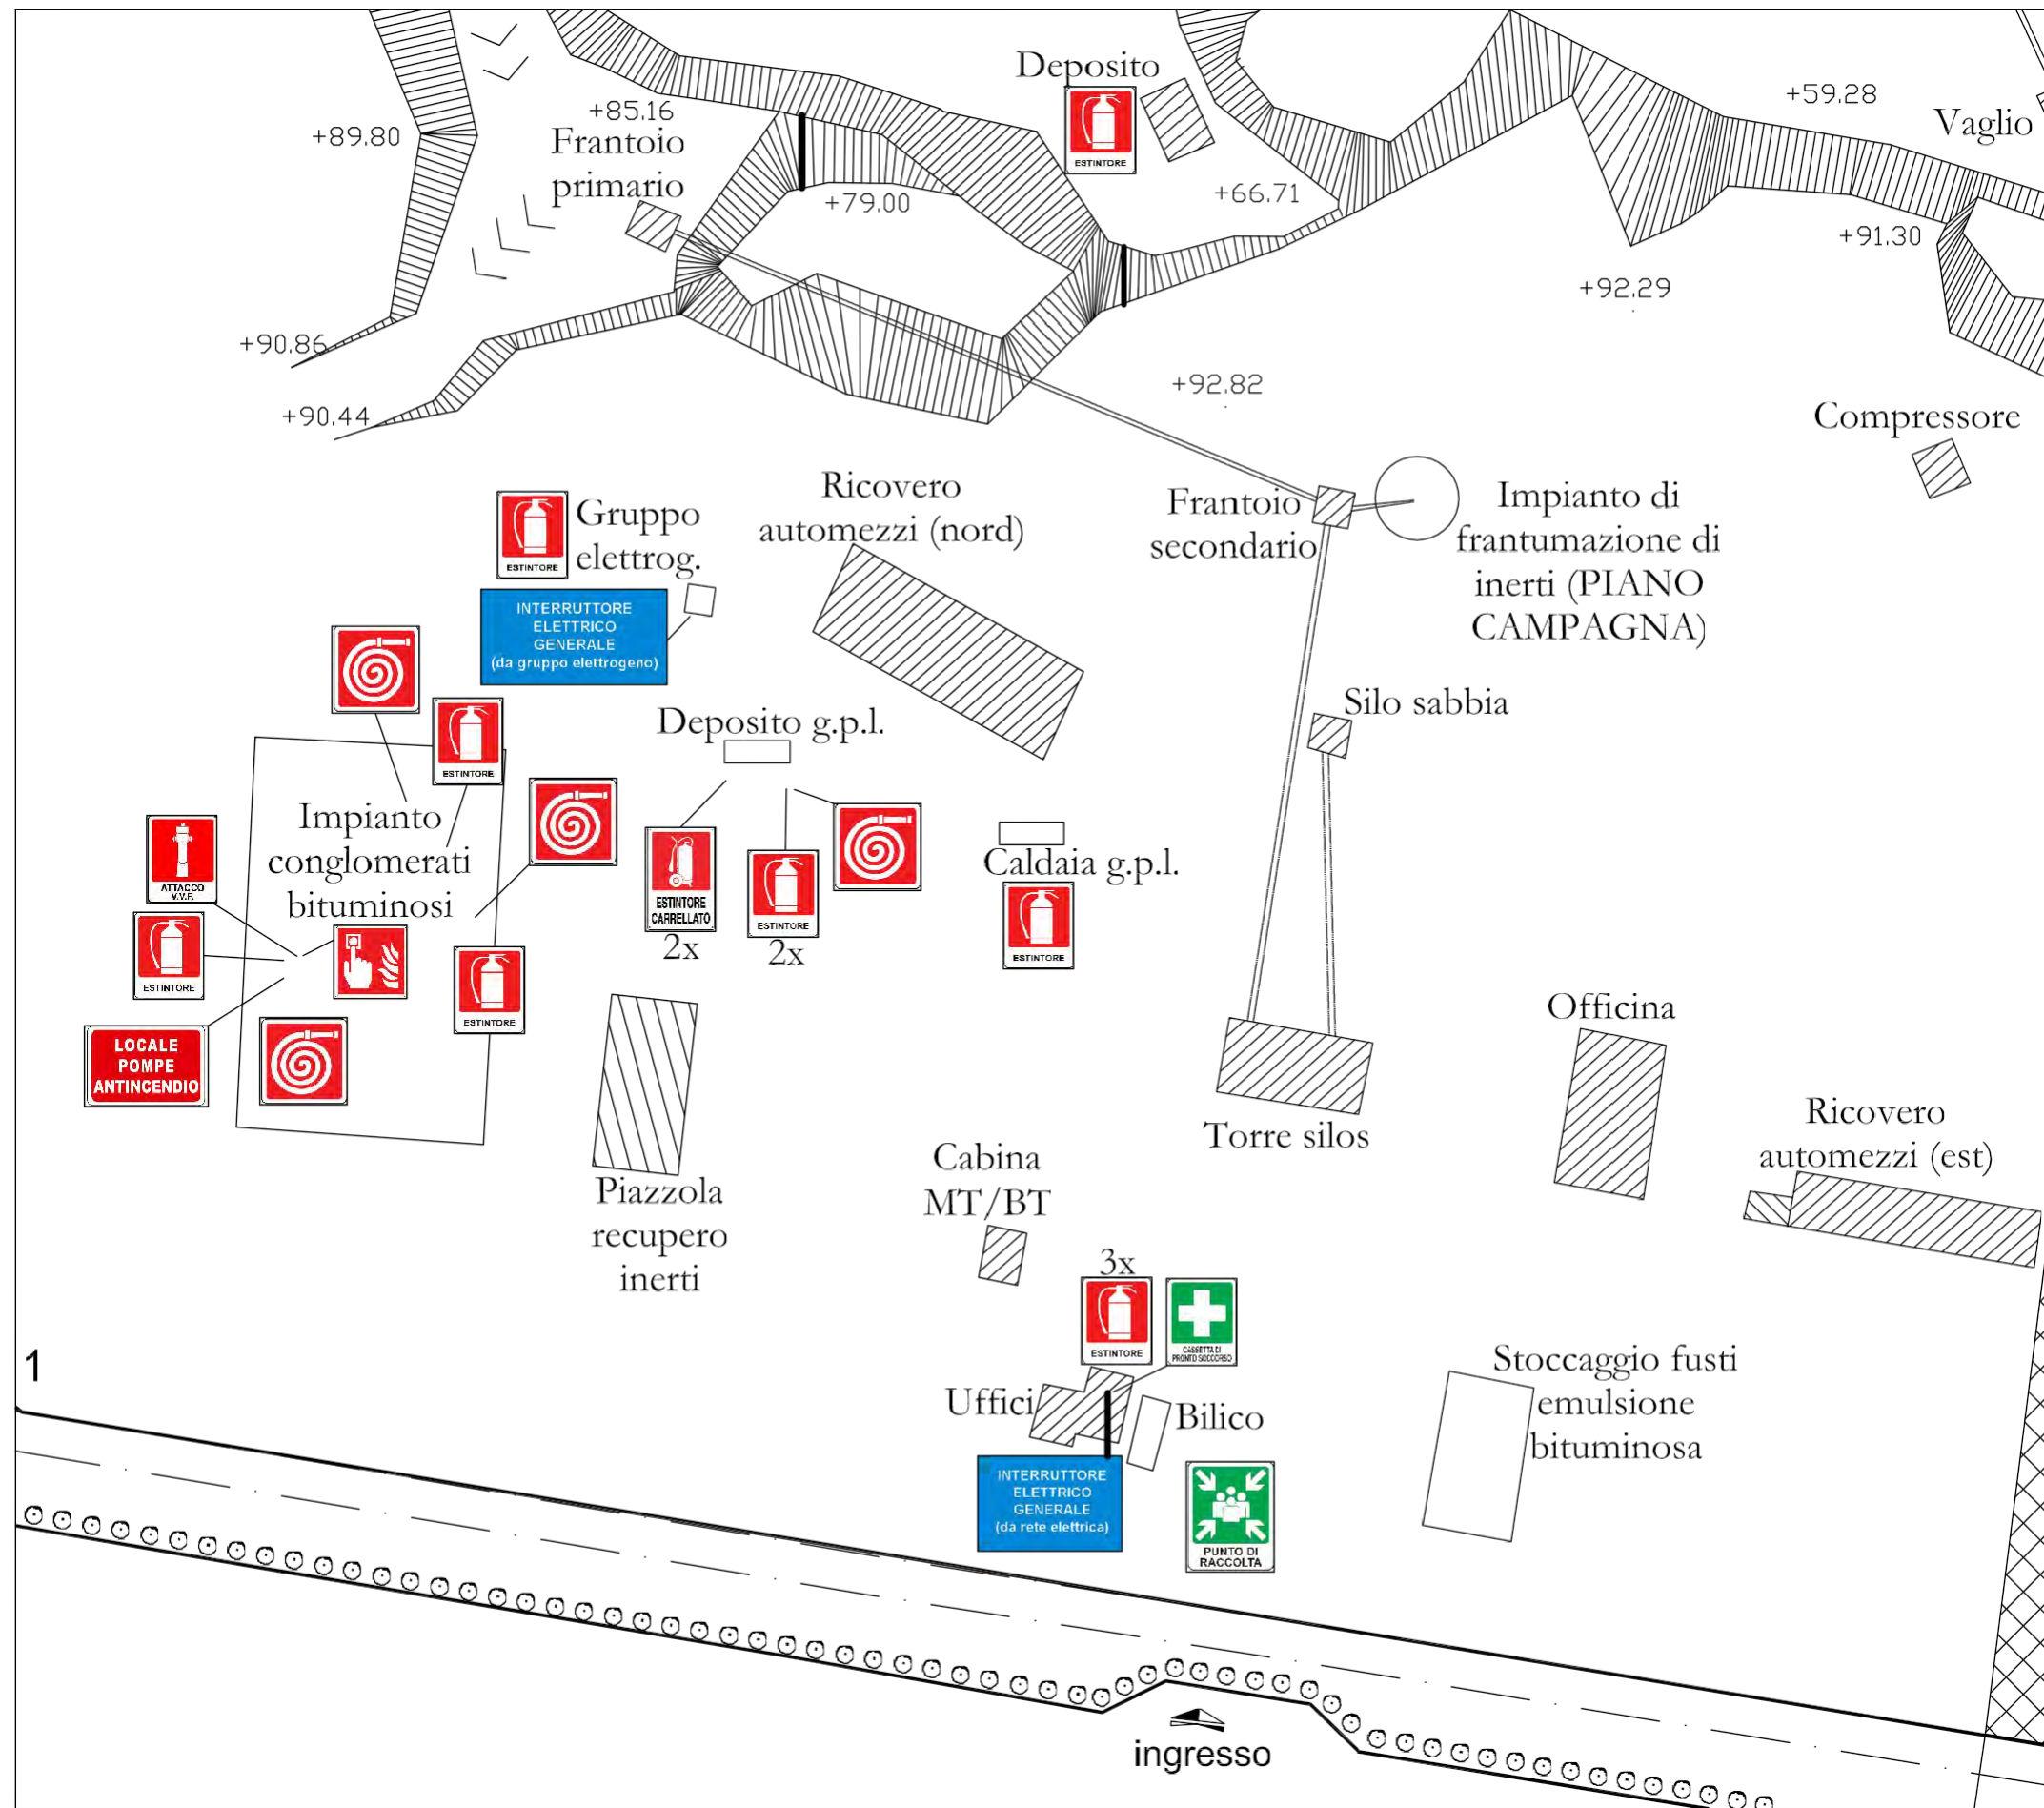 Deposito
ESTINTORE
+59.28
Vaglio
+85.16
+89.80
Frantoio
primario
+66.71
+79.00
+91.30
+92.29
+90.86
+92.82
+90.44
Compressore
ESTINTORE
Gruppo
elettrog.
Ricovero
automezzi (nord)
Frantoio
secondario
Impianto di
frantumazione di
inerti (PIANO
CAMPAGNA)
INTERRUTTORE
ELETTRICO
GENERALE
(da gruppo elettrogeno)
Silo sabbia
Deposito g.p.l.
ESTINTORE
Impianto
conglomerati
bituminosi
ATTACCO
V.V.F.
ESTINTORE
CARRELLATO
2x
ESTINTORE
2x
Caldaia g.p.l.
ESTINTORE
ESTINTORE
ESTINTORE
LOCALE
POMPE
ANTINCENDIO
Officina
Torre silos
Ricovero
automezzi (est)
Cabina
MT/BT
Piazzola
recupero
inerti
3x
ESTINTORE
CASSETTA DI
PRONTO SOCCORSO
1
Stoccaggio fusti
emulsione
bituminosa
Uffici
Bilico
INTERRUTTORE
ELETTRICO
GENERALE
(da rete elettrica)
PUNTO DI
RACCOLTA
ingresso